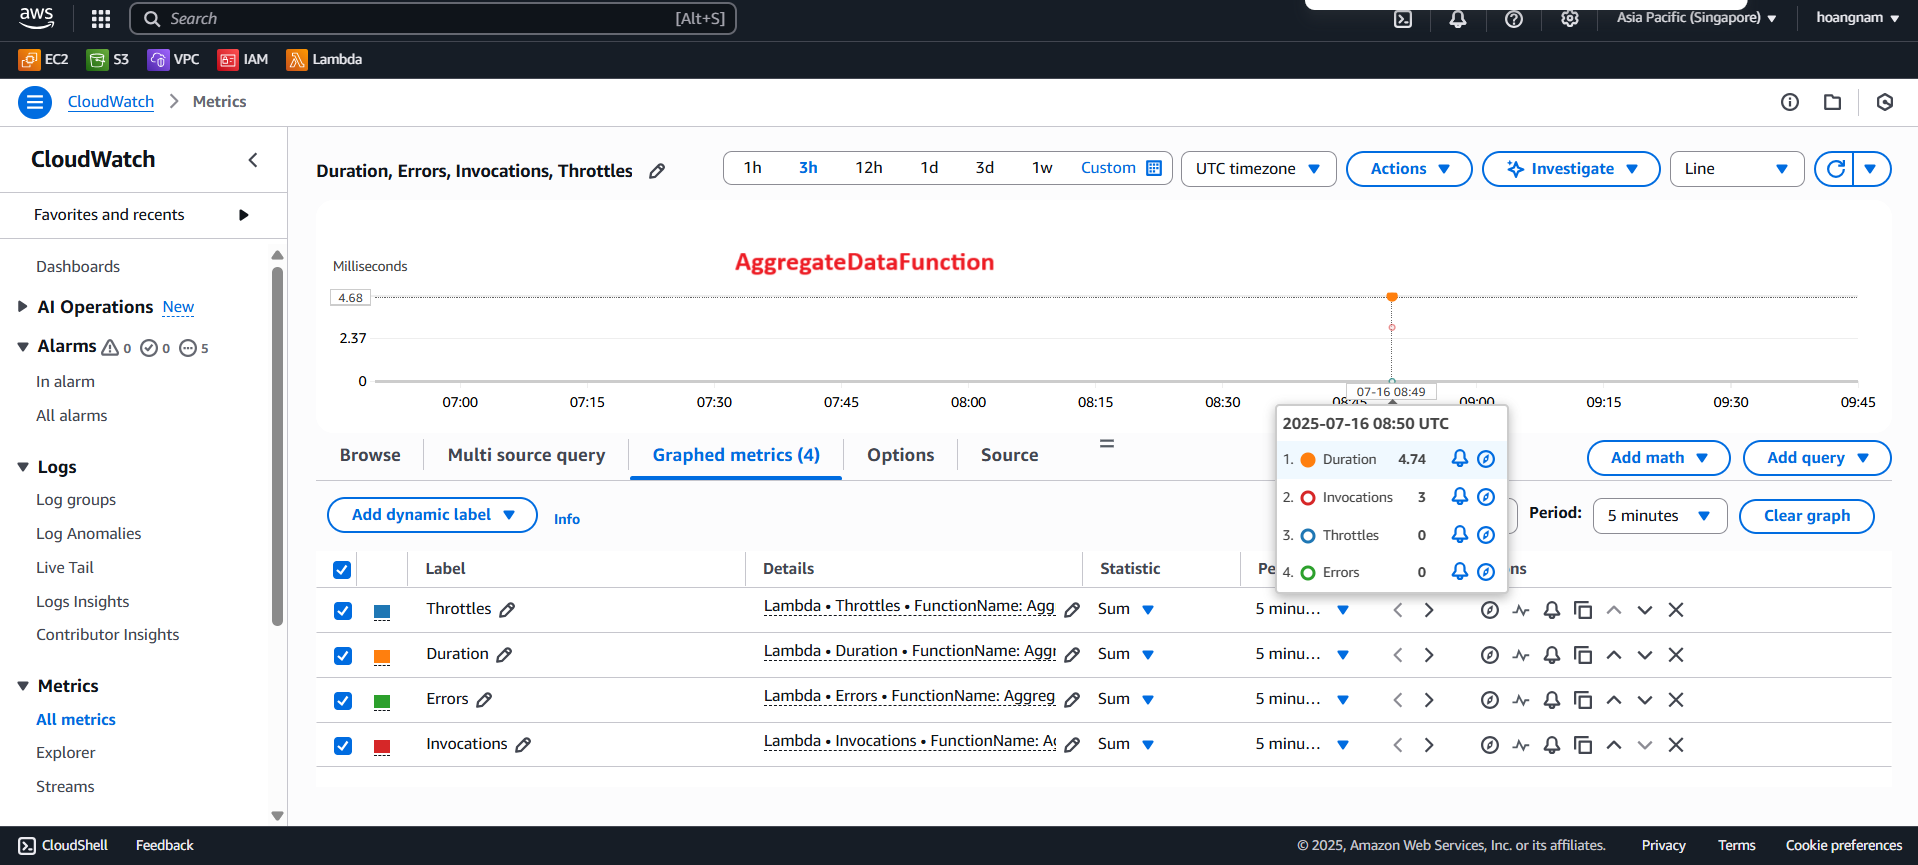 aws
Search [Alt+S]
Asia Pacific (Singapore) hoangnam
EC2 S3 VPC IAM Lambda
CloudWatch Metrics
CloudWatch
Favorites and recents
Dashboards
AI Operations New
Alarms 0 0 5
In alarm
All alarms
Logs
Log groups
Log Anomalies
Live Tail
Logs Insights
Contributor Insights
Metrics
All metrics
Explorer
Streams
Duration, Errors, Invocations, Throttles
1h 3h 12h 1d 3d 1w Custom
UTC timezone
Actions
Investigate
Line
AggregateDataFunction
Milliseconds
4.68
2.37
0
07:00 07:15 07:30 07:45 08:00 08:15 08:30 08:45 09:00 09:15 09:30 09:45
07-16 08:49
2025-07-16 08:50 UTC
1. Duration 4.74
2. Invocations 3
3. Throttles 0
4. Errors 0
Browse Multi source query Graphed metrics (4) Options Source
Add math Add query
Add dynamic label Info
Period: 5 minutes Clear graph
Label Details Statistic Pe ns
Throttles Lambda • Throttles • FunctionName: Agg Sum 5 minu...
Duration Lambda • Duration • FunctionName: Aggr Sum 5 minu...
Errors Lambda • Errors • FunctionName: Aggreg Sum 5 minu...
Invocations Lambda • Invocations • FunctionName: Ag Sum 5 minu...
CloudShell Feedback
© 2025, Amazon Web Services, Inc. or its affiliates. Privacy Terms Cookie preferences